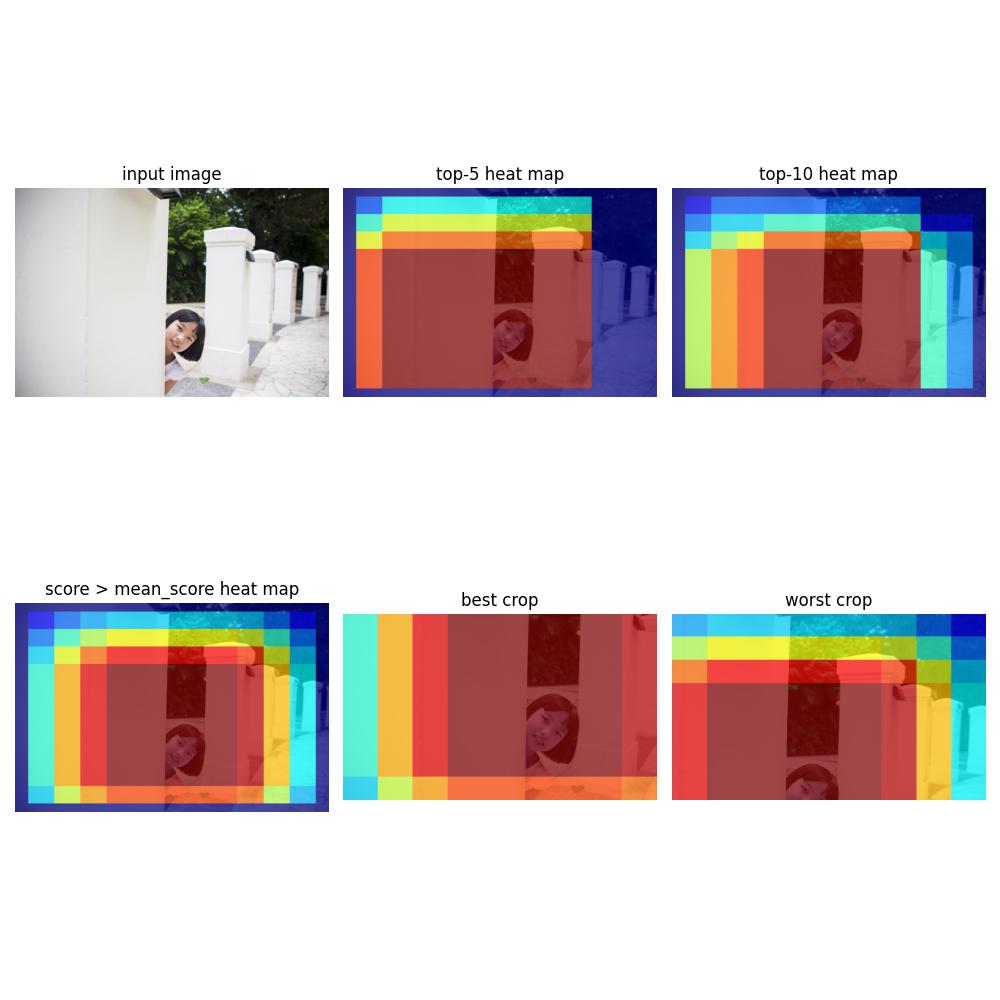 input image
top-5 heat map
top-10 heat map
score > mean_score heat map
best crop
worst crop